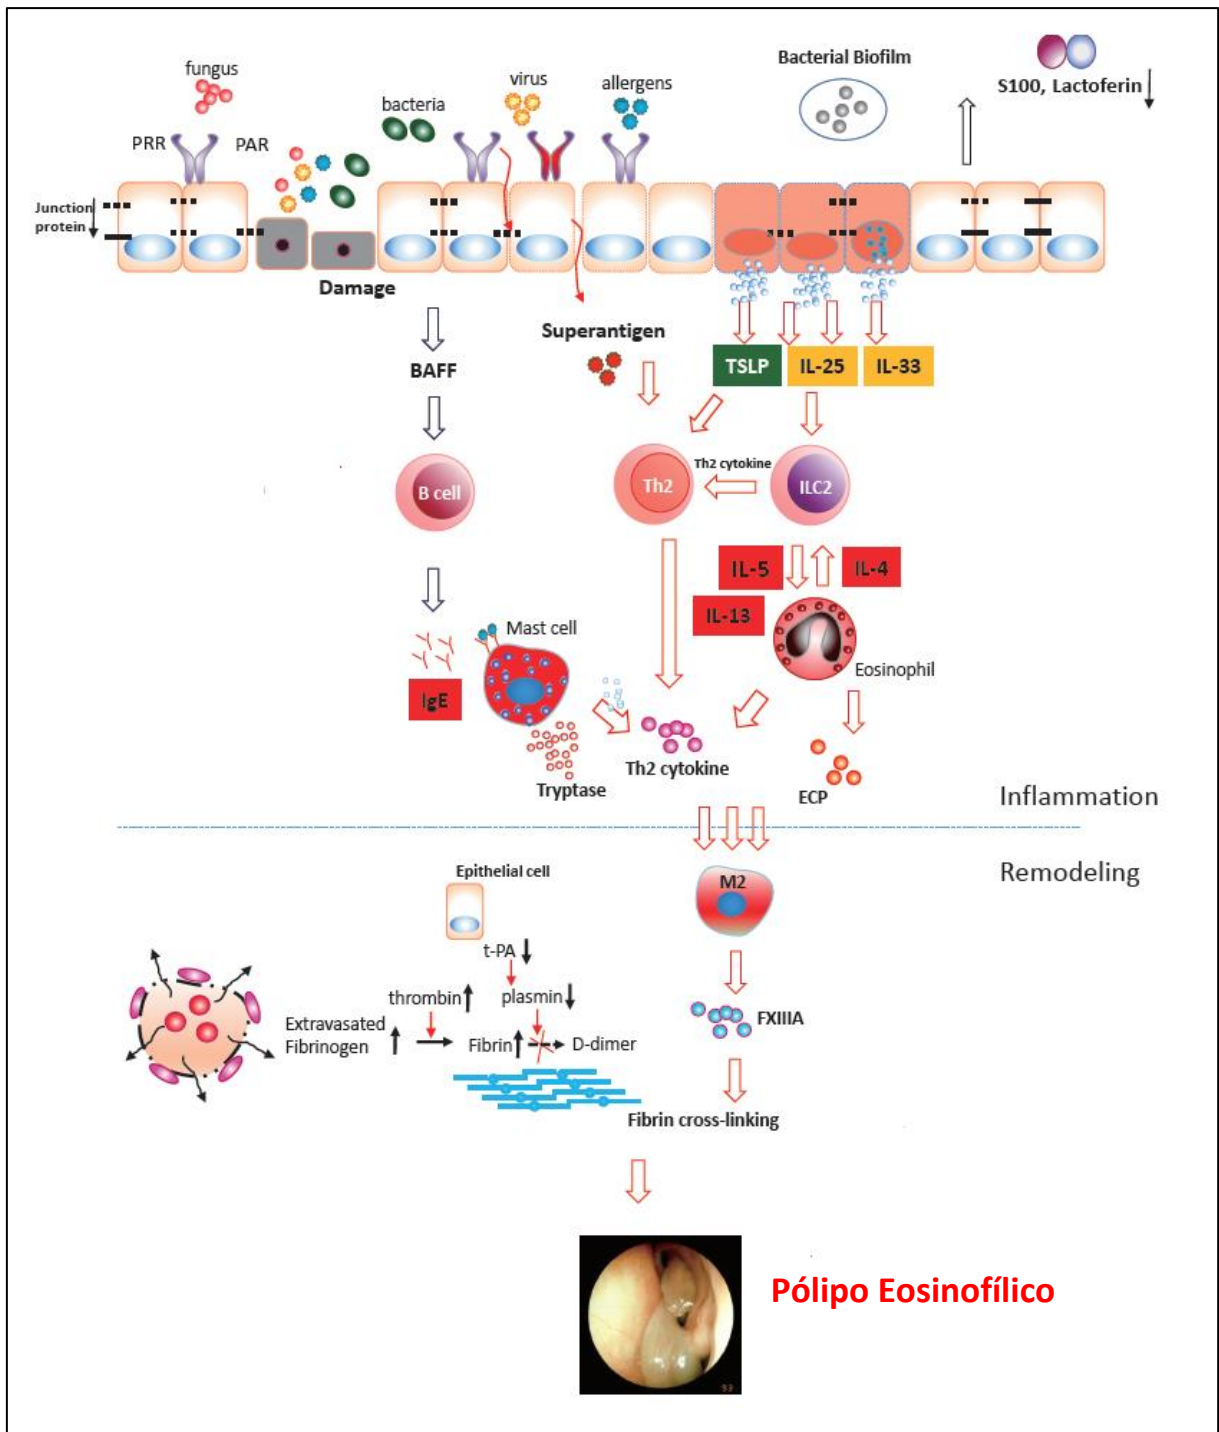 fungus
virus
allergens
Bacterial Biofilm
S100, Lactoferin
bacteria
PRR
PAR
Junction
protein
Damage
Superantigen
BAFF
TSLP
IL-25
IL-33
B cell
Th2
Th2 cytokine
ILC2
IL-5
IL-4
IL-13
Mast cell
Eosinophil
IgE
Tryptase
Th2 cytokine
ECP
Inflammation
Remodeling
Epithelial cell
M2
t-PA
thrombin
plasmin
Extravasated
Fibrinogen
Fibrin
D-dimer
FXIIIA
Fibrin cross-linking
Pólipo Eosinofílico
93